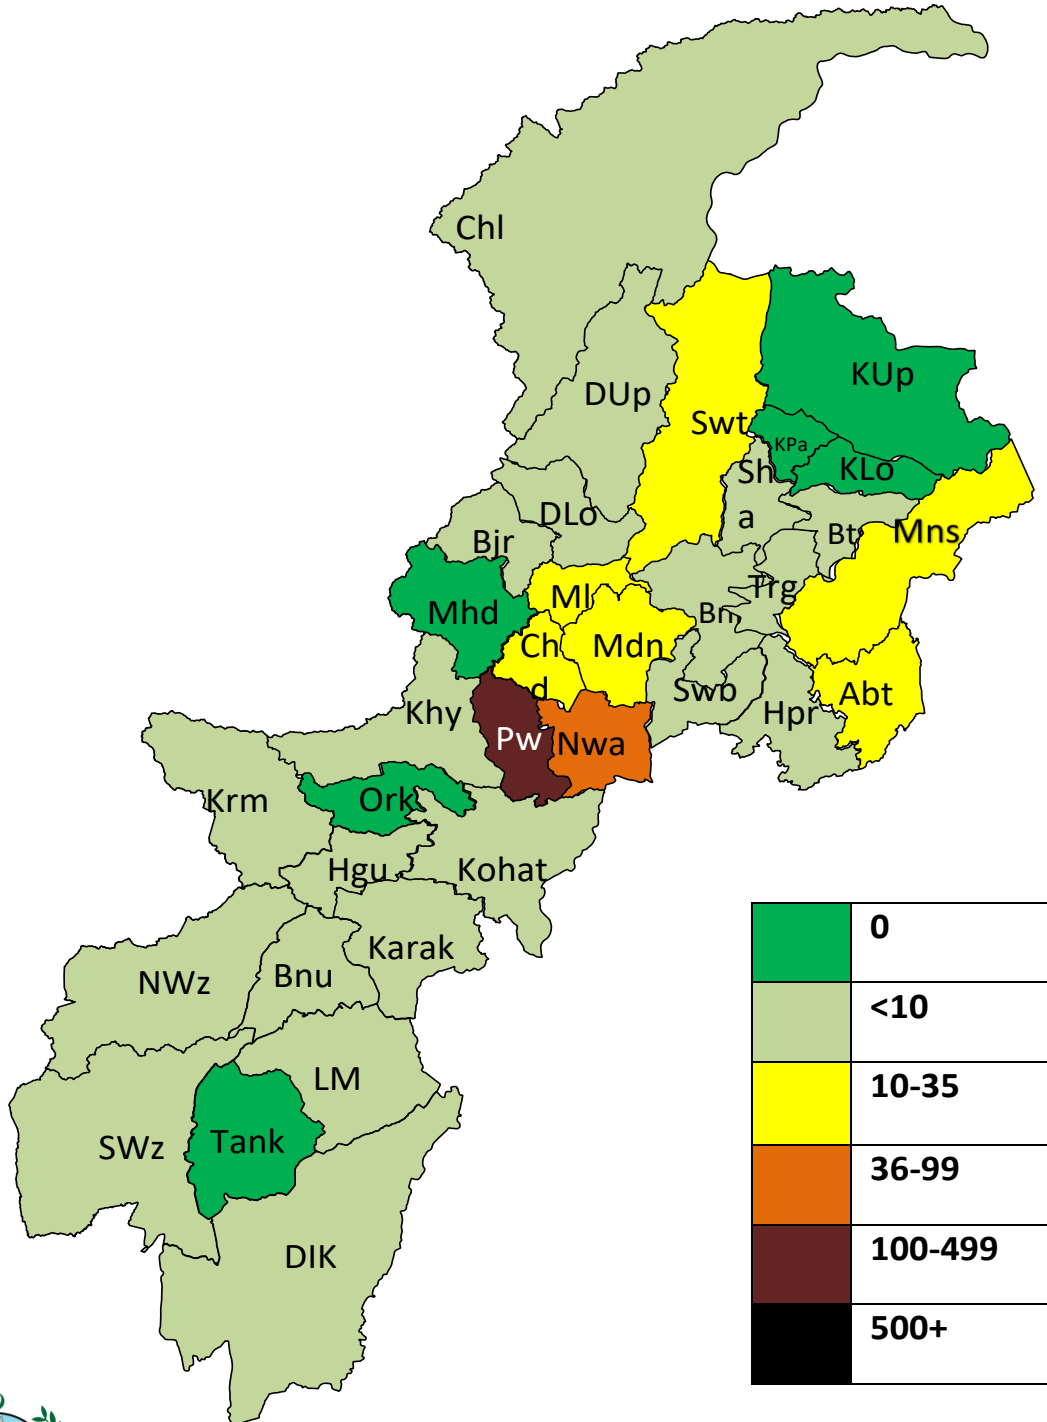 Chl
KUp
DUp
Swt
KPa
KLo
Sh
a
DLo
Bt
Mns
Bjr
Trg
Ml
Mhd
Bn
Ch
d
Mdn
Swb
Abt
Khy
Hpr
Pw
Nwa
Krm
Ork
Hgu
Kohat
Karak
NWz
Bnu
LM
SWz
Tank
DIK
0
<10
10-35
36-99
100-499
500+